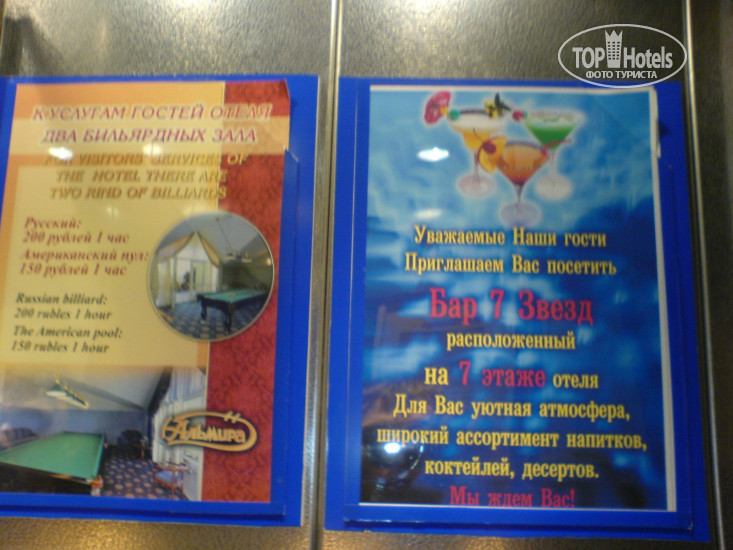 TOP Hotels
ФОТО ТУРИСТА
К УСЛУГАМ ГОСТЕЙ ОТЕЛЯ
ДВА БИЛЬЯРДНЫХ ЗАЛА
FOR VISITORS SERVICES OF
THE HOTEL THERE ARE
TWO KIND OF BILLIARDS
Русский:
200 рублей 1 час
Американский пул:
150 рублей 1 час
Russian billiard:
200 rubles 1 hour
The American pool:
150 rubles 1 hour
Альмира
Уважаемые Наши гости
Приглашаем Вас посетить
Бар 7 Звезд
расположенный
на 7 этаже отеля
Для Вас уютная атмосфера,
широкий ассортимент напитков,
коктейлей, десертов.
Мы ждем Вас!